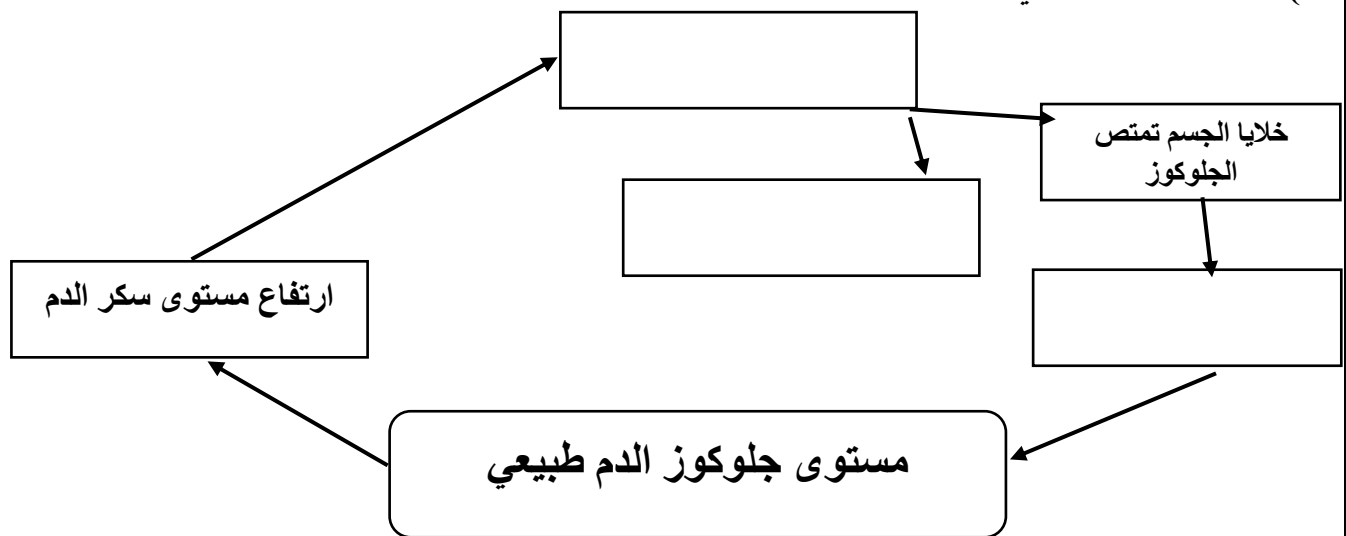 خلايا الجسم تمتص
الجلوكوز
ارتفاع مستوى سكر الدم
مستوى جلوكوز الدم طبيعي